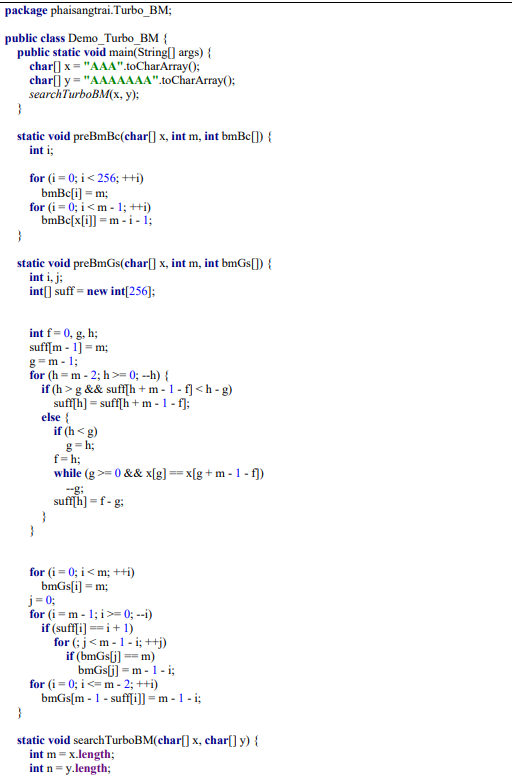 package phaisangtrai.Turbo_BM;
public class Demo_Turbo_BM {
public static void main(String[] args) {
char[] x = "AAA".toCharArray();
char[] y = "AAAAAAA".toCharArray();
searchTurboBM(x, y);
}
static void preBmBc(char[] x, int m, int bmBc[]) {
int i;
for (i = 0; i < 256; ++i)
bmBc[i] = m;
for (i = 0; i < m - 1; ++i)
bmBc[x[i]] = m - i - 1;
}
static void preBmGs(char[] x, int m, int bmGs[]) {
int i, j;
int[] suff = new int[256];
int f = 0, g, h;
suff[m - 1] = m;
g = m - 1;
for (h = m - 2; h >= 0; --h) {
if (h > g && suff[h + m - 1 - f] < h - g)
suff[h] = suff[h + m - 1 - f];
else {
if (h < g)
g = h;
f = h;
while (g >= 0 && x[g] == x[g + m - 1 - f])
--g;
suff[h] = f - g;
}
}
for (i = 0; i < m; ++i)
bmGs[i] = m;
j = 0;
for (i = m - 1; i >= 0; --i)
if (suff[i] == i + 1)
for (; j < m - 1 - i; ++j)
if (bmGs[j] == m)
bmGs[j] = m - 1 - i;
for (i = 0; i <= m - 2; ++i)
bmGs[m - 1 - suff[i]] = m - 1 - i;
}
static void searchTurboBM(char[] x, char[] y) {
int m = x.length;
int n = y.length;